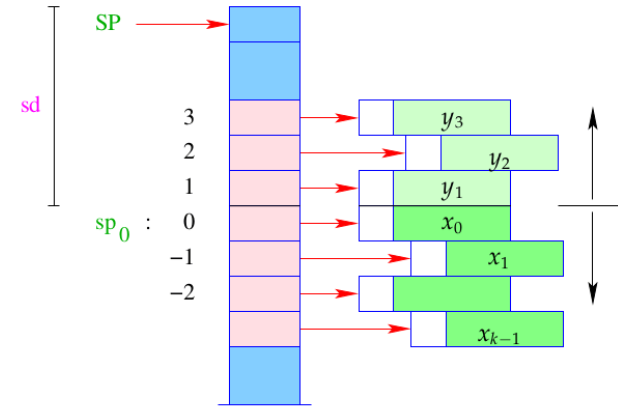 SP
sd
3 y₃
2 y₂
1 y₁
sp₀ : 0 x₀
−1 x₁
−2
xₖ₋₁